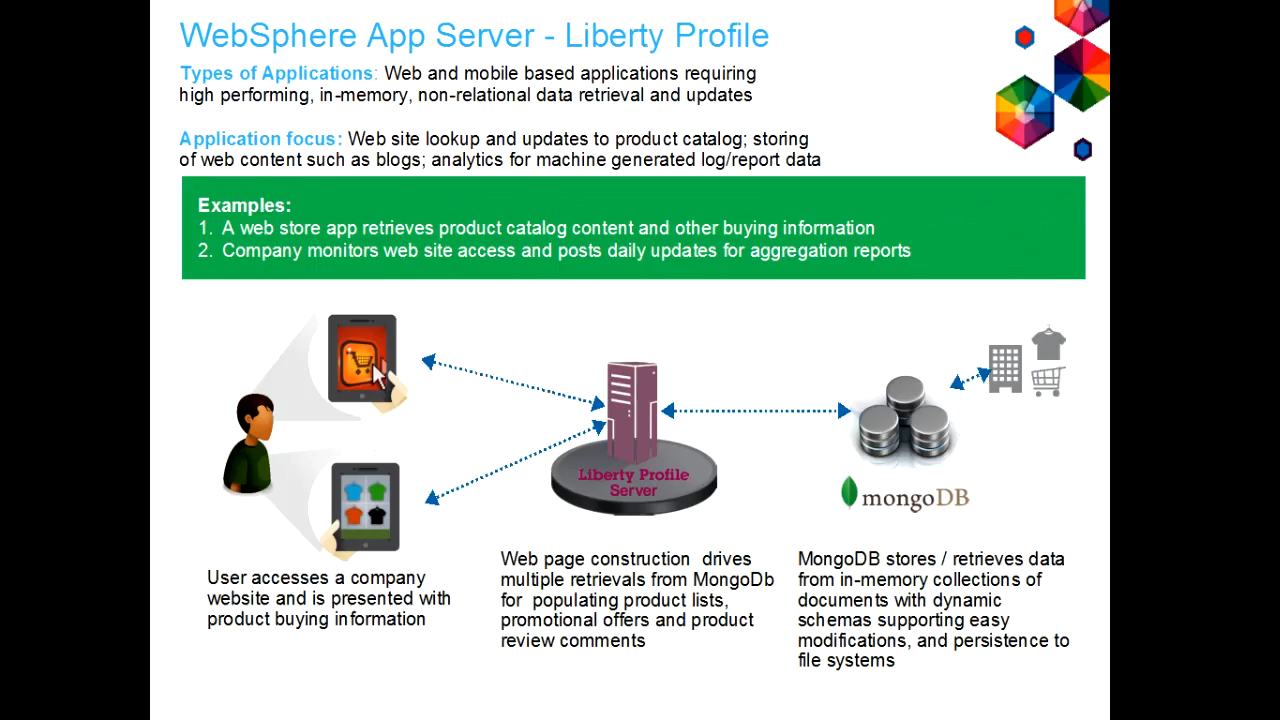 WebSphere App Server - Liberty Profile
Types of Applications: Web and mobile based applications requiring
high performing, in-memory, non-relational data retrieval and updates
Application focus: Web site lookup and updates to product catalog; storing
of web content such as blogs; analytics for machine generated log/report data
Examples:
1. A web store app retrieves product catalog content and other buying information
2. Company monitors web site access and posts daily updates for aggregation reports
Liberty Profile
Server
mongoDB
User accesses a company
website and is presented with
product buying information
Web page construction drives
multiple retrievals from MongoDb
for populating product lists,
promotional offers and product
review comments
MongoDB stores / retrieves data
from in-memory collections of
documents with dynamic
schemas supporting easy
modifications, and persistence to
file systems